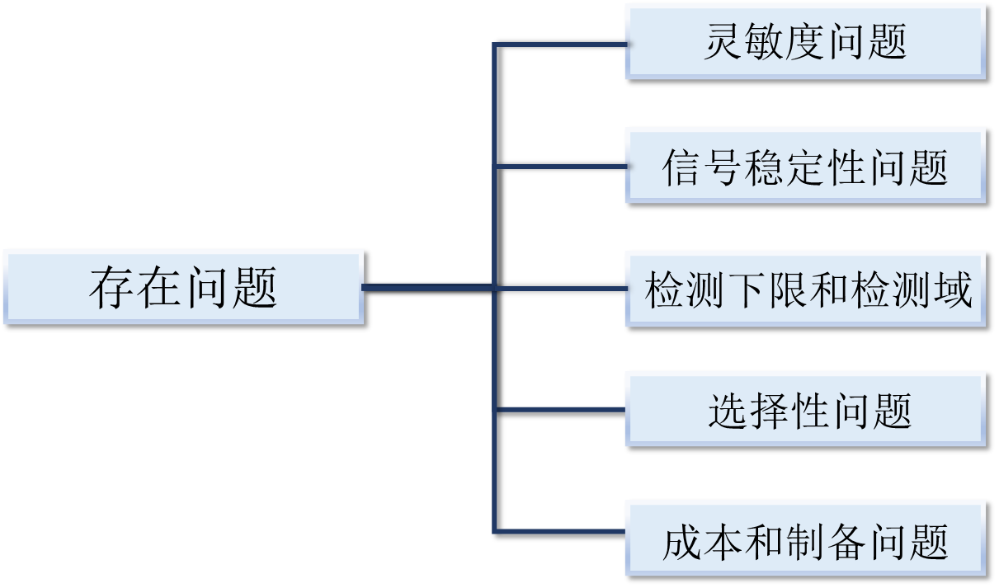 存在问题
灵敏度问题
信号稳定性问题
检测下限和检测域
选择性问题
成本和制备问题